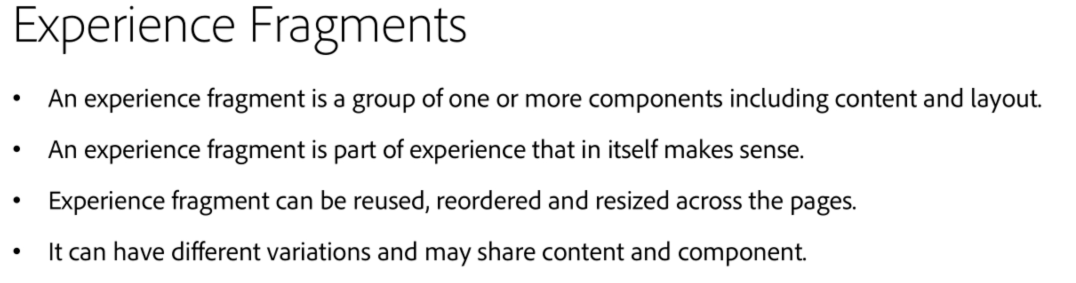 Experience Fragments
• An experience fragment is a group of one or more components including content and layout.
• An experience fragment is part of experience that in itself makes sense.
• Experience fragment can be reused, reordered and resized across the pages.
• It can have different variations and may share content and component.